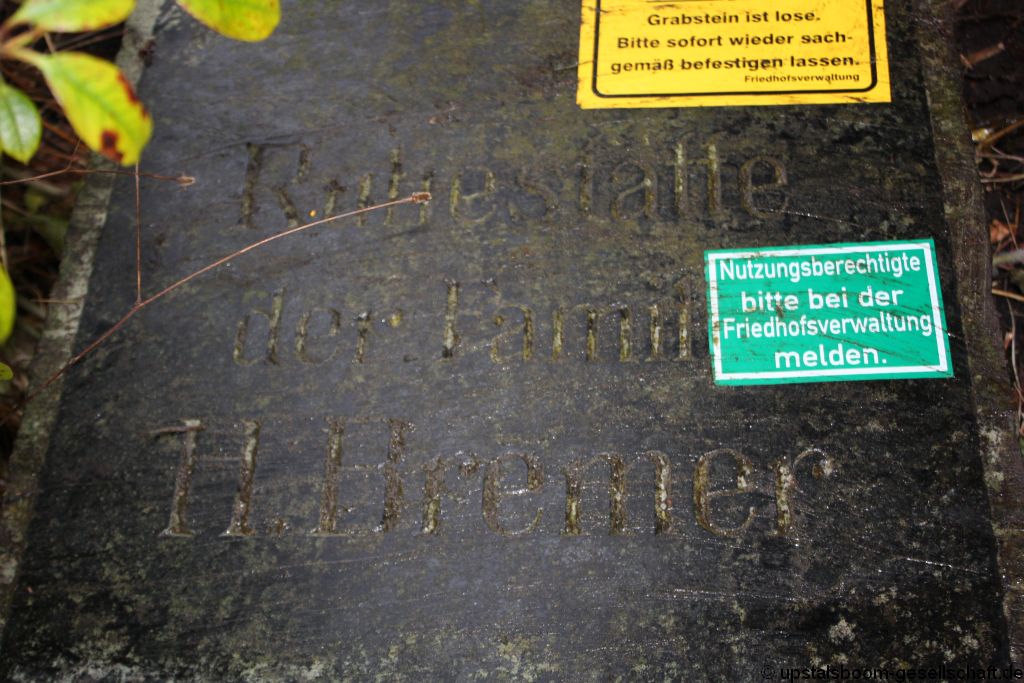 Grabstein ist lose.
Bitte sofort wieder sach-
gemäß befestigen lassen.
Friedhofsverwaltung
Ruhestätte
der Famil
H. Bremer
Nutzungsberechtigte
bitte bei der
Friedhofsverwaltung
melden.
© upstalsboom-gesellschaft.de